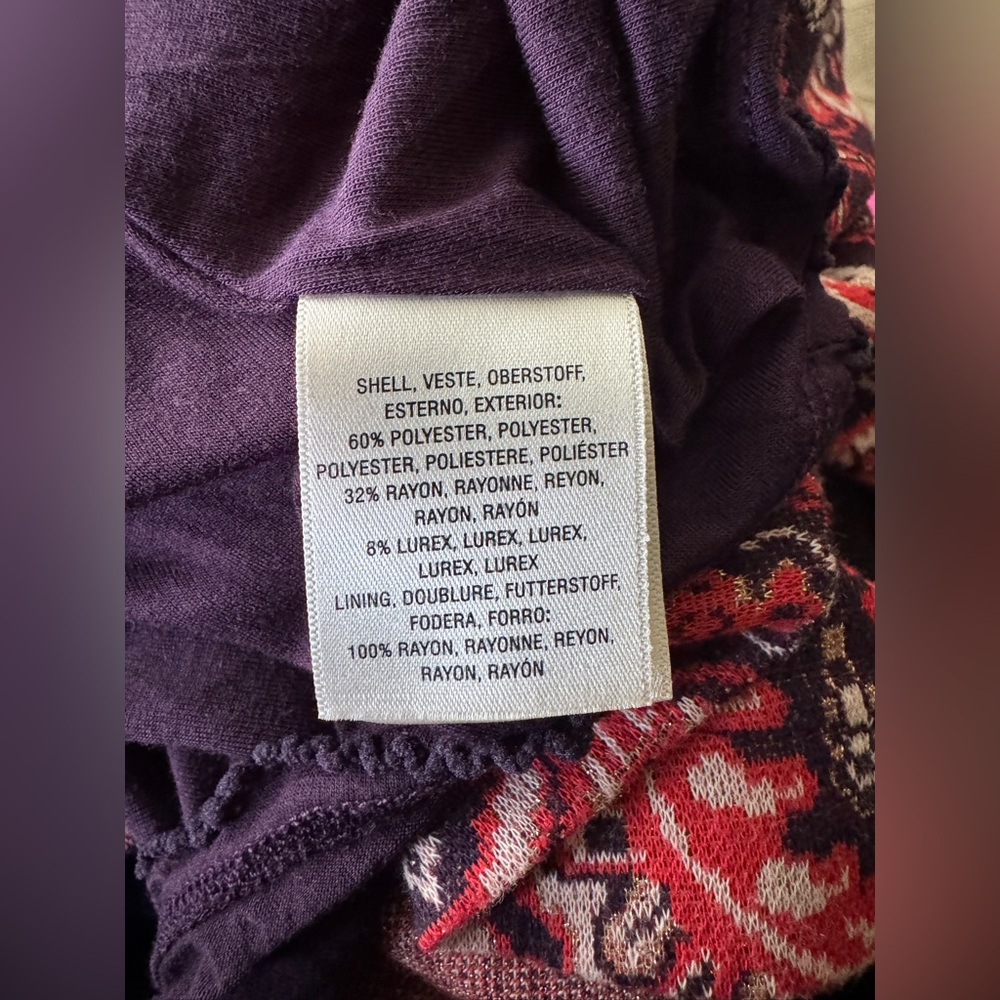 SHELL, VESTE, OBERSTOFF,
ESTERNO, EXTERIOR:
60% POLYESTER, POLYESTER,
POLYESTER, POLIESTERE, POLIÉSTER
32% RAYON, RAYONNE, REYON,
RAYON, RAYÓN
8% LUREX, LUREX, LUREX,
LUREX, LUREX
LINING, DOUBLURE, FUTTERSTOFF,
FODERA, FORRO:
100% RAYON, RAYONNE, REYON,
RAYON, RAYÓN